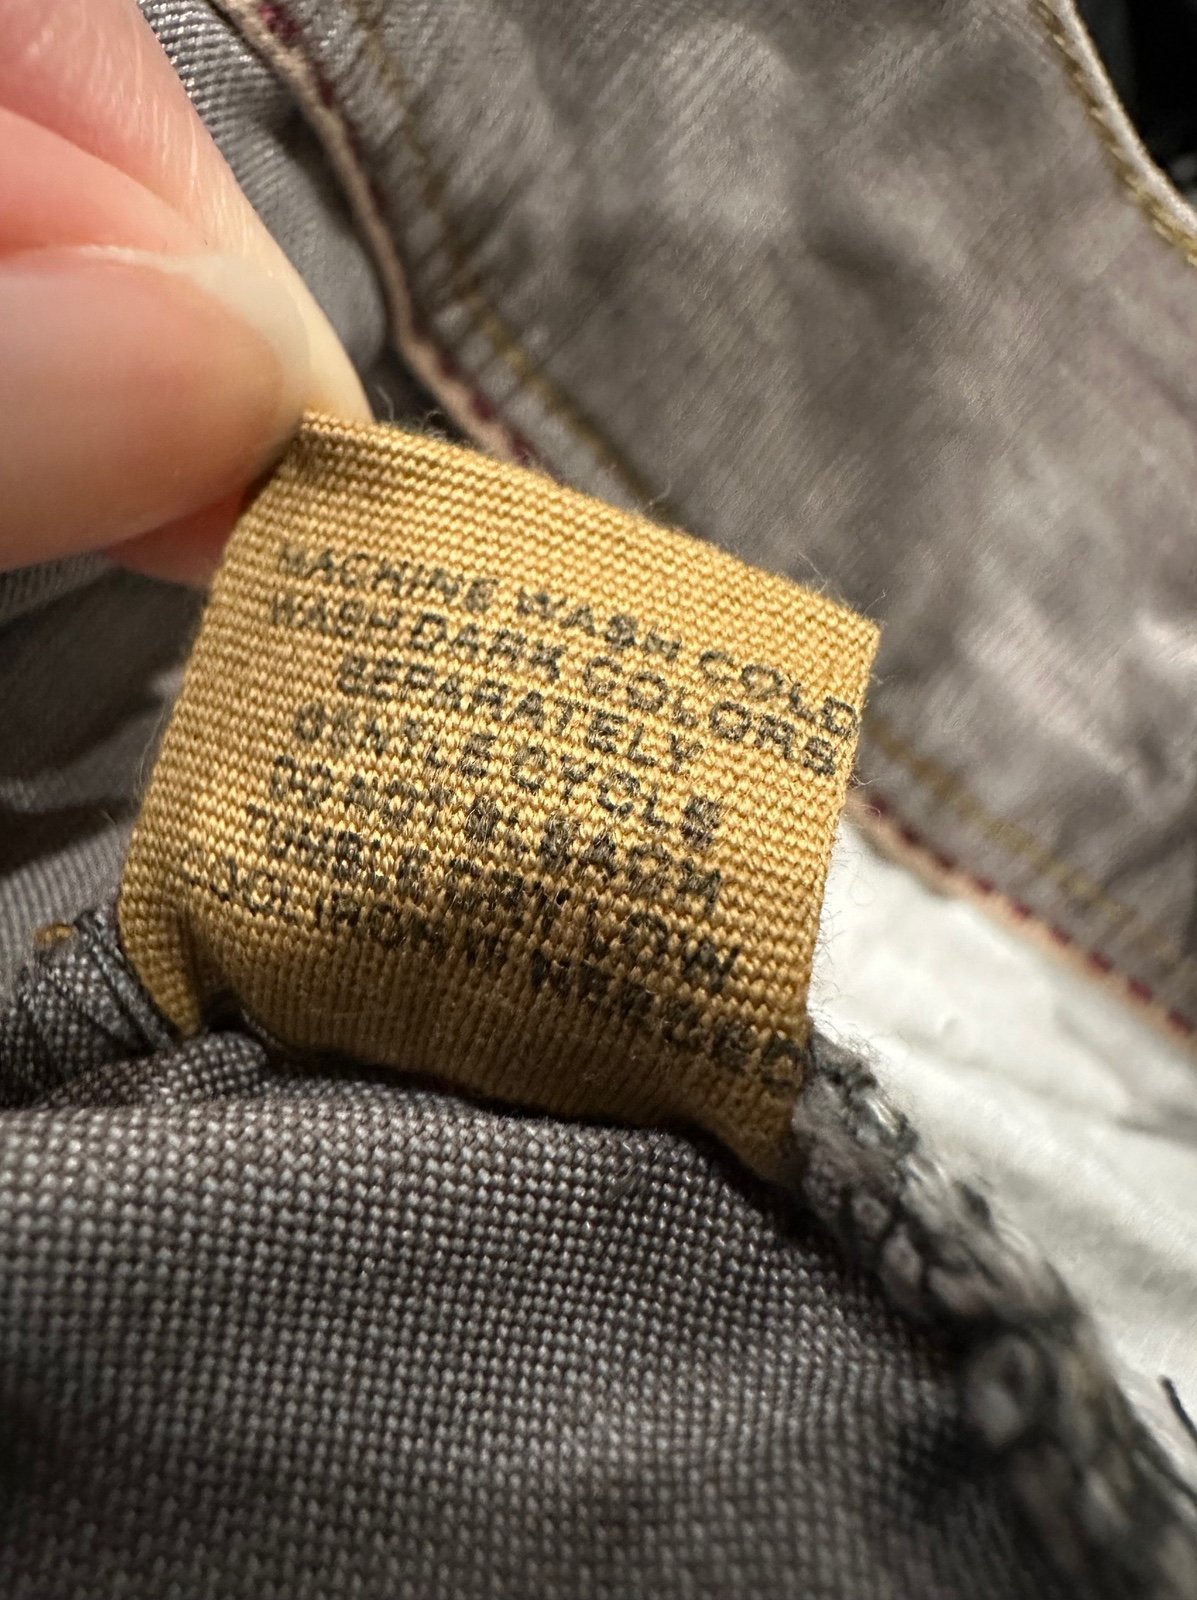 MACHINE WASH COLD
WASH DARK COLORS
SEPARATELY
GENTLE CYCLE
DO NOT BLEACH
TUMBLE DRY LOW
COOL IRON IF NEEDED